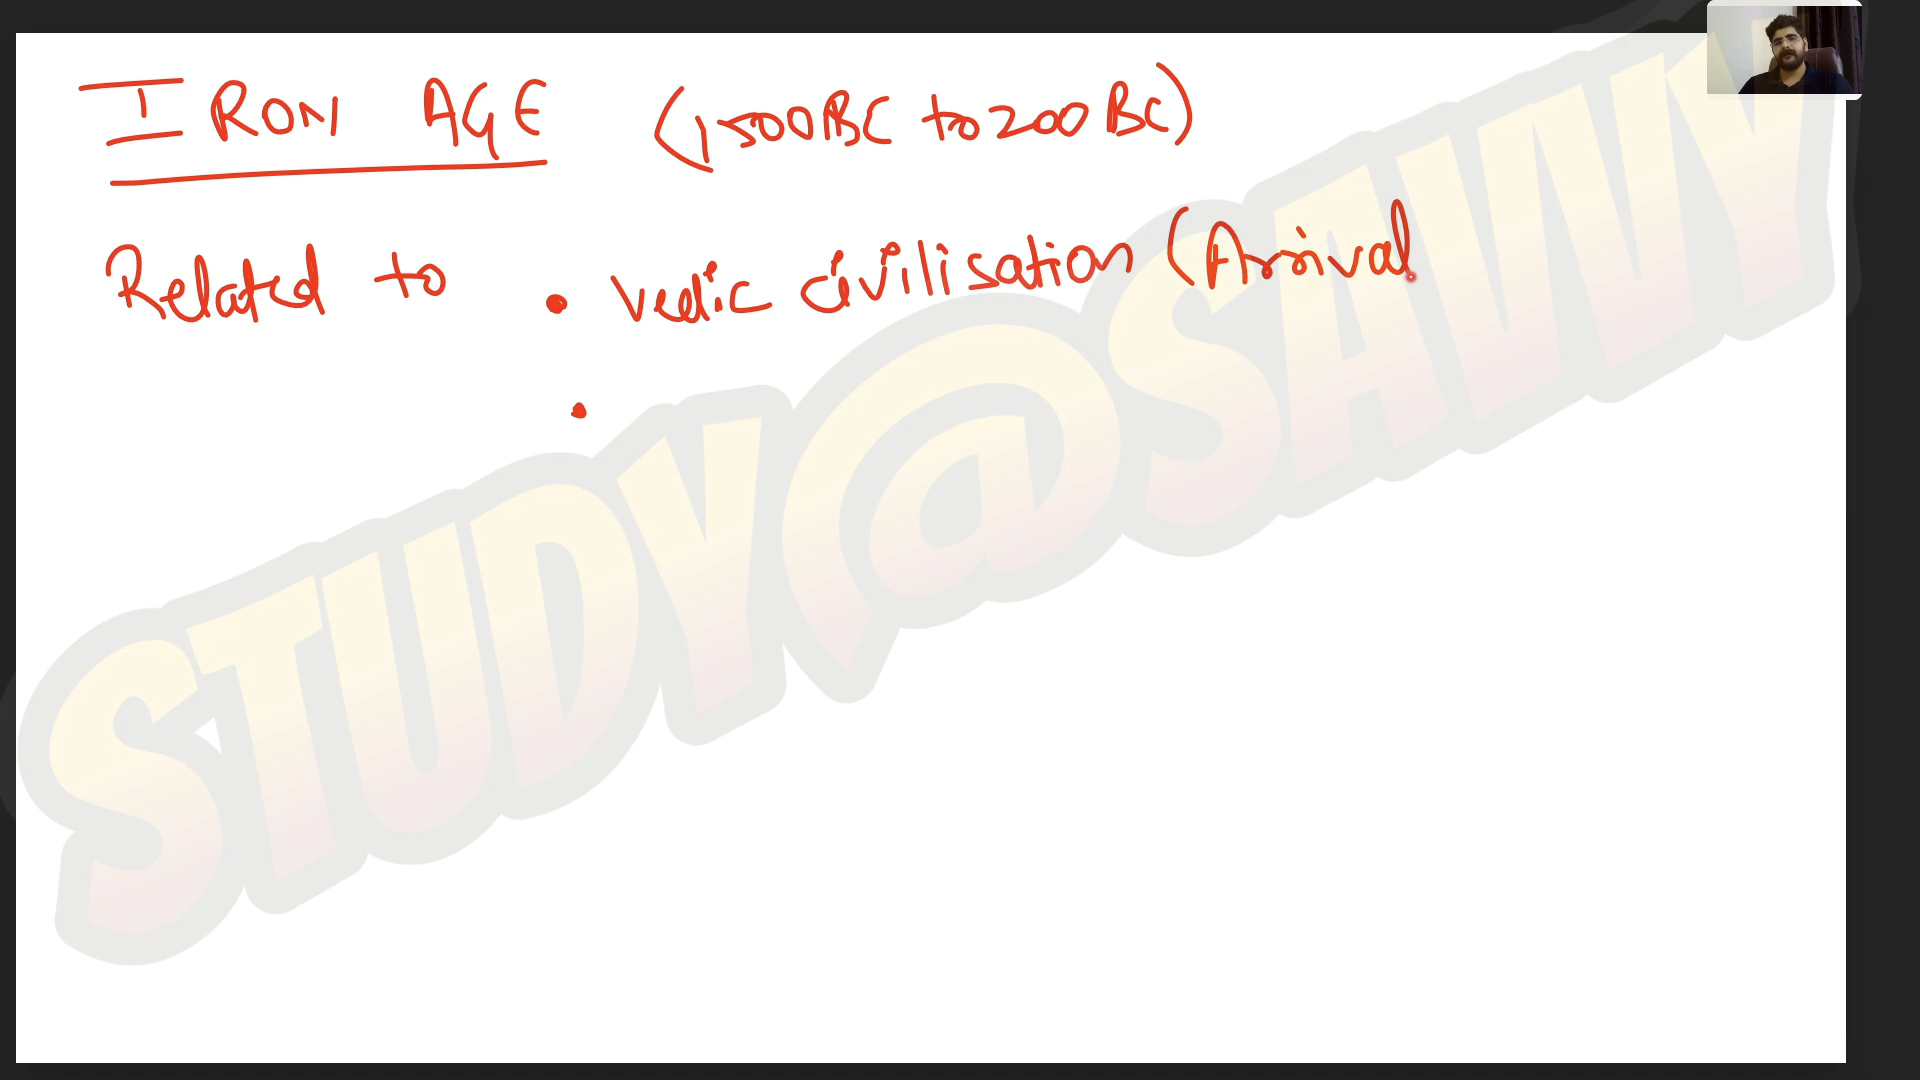 IRON AGE (1500BC to 200BC)
Related to • Vedic civilisation (Arrival
•
STUDY@SAVVY